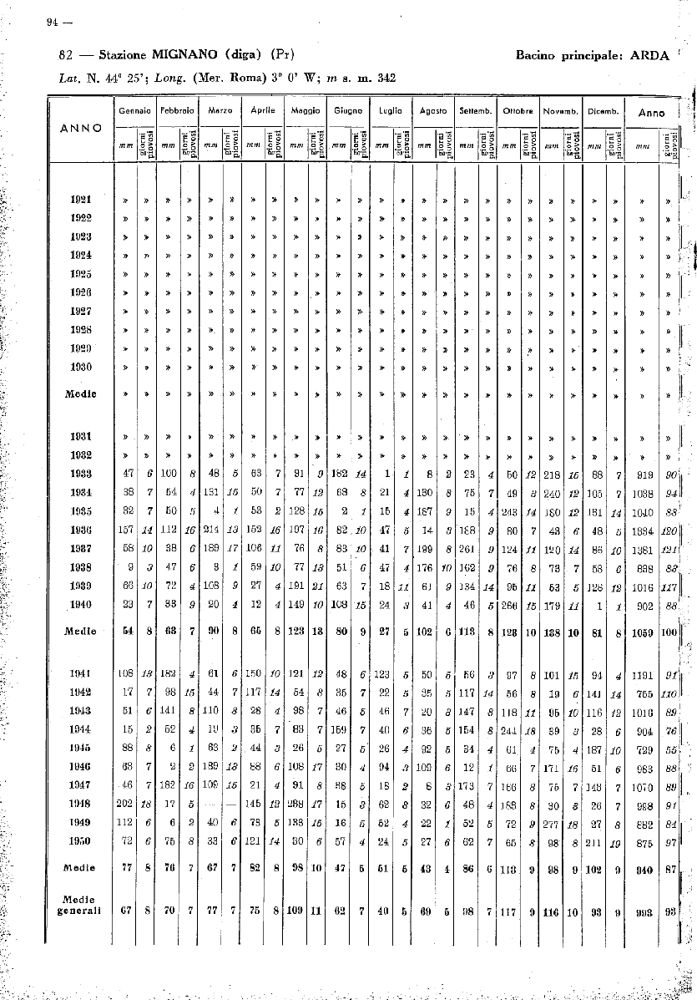 94 —
82 — Stazione MIGNANO (diga) (Pr) Bacino principale: ARDA
Lat. N. 44° 25'; Long. (Mer. Roma) 3° 0' W; m s. m. 342
ANNO Gennaio Febbraio Marzo Aprile Maggio Giugno Luglio Agosto Settemb. Ottobre Novemb. Dicemb. Anno
mm giorni piovosi mm giorni piovosi mm giorni piovosi mm giorni piovosi mm giorni piovosi mm giorni piovosi mm giorni piovosi mm giorni piovosi mm giorni piovosi mm giorni piovosi mm giorni piovosi mm giorni piovosi mm giorni piovosi
1921 » » » » » » » » » » » » » » » » » » » » » » » » » »
1922 » » » » » » » » » » » » » » » » » » » » » » » » » »
1923 » » » » » » » » » » » » » » » » » » » » » » » » » »
1924 » » » » » » » » » » » » » » » » » » » » » » » » » »
1925 » » » » » » » » » » » » » » » » » » » » » » » » » »
1926 » » » » » » » » » » » » » » » » » » » » » » » » » »
1927 » » » » » » » » » » » » » » » » » » » » » » » » » »
1928 » » » » » » » » » » » » » » » » » » » » » » » » » »
1929 » » » » » » » » » » » » » » » » » » » » » » » » » »
1930 » » » » » » » » » » » » » » » » » » » » » » » » » »
Medie » » » » » » » » » » » » » » » » » » » » » » » » » »
1931 » » » » » » » » » » » » » » » » » » » » » » » » » »
1932 » » » » » » » » » » » » » » » » » » » » » » » » » »
1933 47 6 100 8 48 5 63 7 91 9 182 14 1 1 8 2 23 4 50 12 218 15 88 7 919 90
1934 38 7 54 4 131 15 50 7 77 12 68 8 21 4 130 8 75 7 49 3 240 12 105 7 1038 94
1935 32 7 50 5 4 1 53 2 128 15 2 1 15 4 187 9 15 4 243 14 180 12 131 14 1040 88
1936 157 14 112 16 214 13 152 16 197 16 82 10 47 5 14 3 188 9 80 7 43 6 48 5 1334 120
1937 58 10 38 6 189 17 106 11 76 8 83 10 41 7 199 8 261 9 124 11 120 14 86 10 1381 121
1938 9 3 47 6 3 1 59 10 77 13 51 6 47 4 176 10 162 9 76 8 73 7 58 6 838 83
1939 66 10 72 4 108 9 27 4 191 21 63 7 18 11 61 9 134 14 95 11 53 5 128 12 1016 117
1940 23 7 83 9 20 4 12 4 149 10 108 15 24 3 41 4 46 5 266 15 179 11 1 1 902 88
Medie 54 8 63 7 90 8 65 8 123 13 80 9 27 5 102 6 113 8 123 10 138 10 81 8 1059 100
1941 108 13 182 4 61 6 150 10 121 12 48 6 123 5 50 5 56 3 97 8 101 15 94 4 1191 91
1942 17 7 98 15 44 7 117 14 54 8 35 7 22 5 35 5 117 14 56 8 19 6 141 14 755 110
1943 51 6 141 8 110 8 28 4 98 7 46 5 46 7 20 3 147 8 118 11 95 10 116 12 1016 89
1944 15 2 52 4 19 3 35 7 83 7 159 7 40 6 36 5 154 8 244 18 39 3 28 6 904 76
1945 88 8 6 1 63 2 44 3 26 5 27 5 26 4 92 5 34 4 61 4 75 4 187 10 729 55
1946 63 7 2 2 189 13 88 6 108 17 30 4 94 3 109 6 12 1 66 7 171 16 51 6 983 88
1947 46 7 182 16 109 15 21 4 91 8 88 5 18 2 8 3 173 7 186 8 75 7 143 7 1070 89
1948 202 18 17 5 — — 145 12 288 17 15 3 62 8 32 6 48 4 183 8 30 3 26 7 998 91
1949 112 6 6 2 40 6 73 5 133 15 16 5 52 4 22 1 52 5 72 9 277 18 27 8 882 84
1950 72 6 75 8 33 6 121 14 30 6 57 4 24 5 27 6 62 7 65 8 98 8 211 19 875 97
Medie 77 8 76 7 67 7 82 8 98 10 47 5 51 5 43 4 86 6 113 9 98 9 102 9 940 87
Medie
generali 67 8 70 7 77 7 75 8 109 11 62 7 40 5 69 5 98 7 117 9 116 10 93 9 993 93